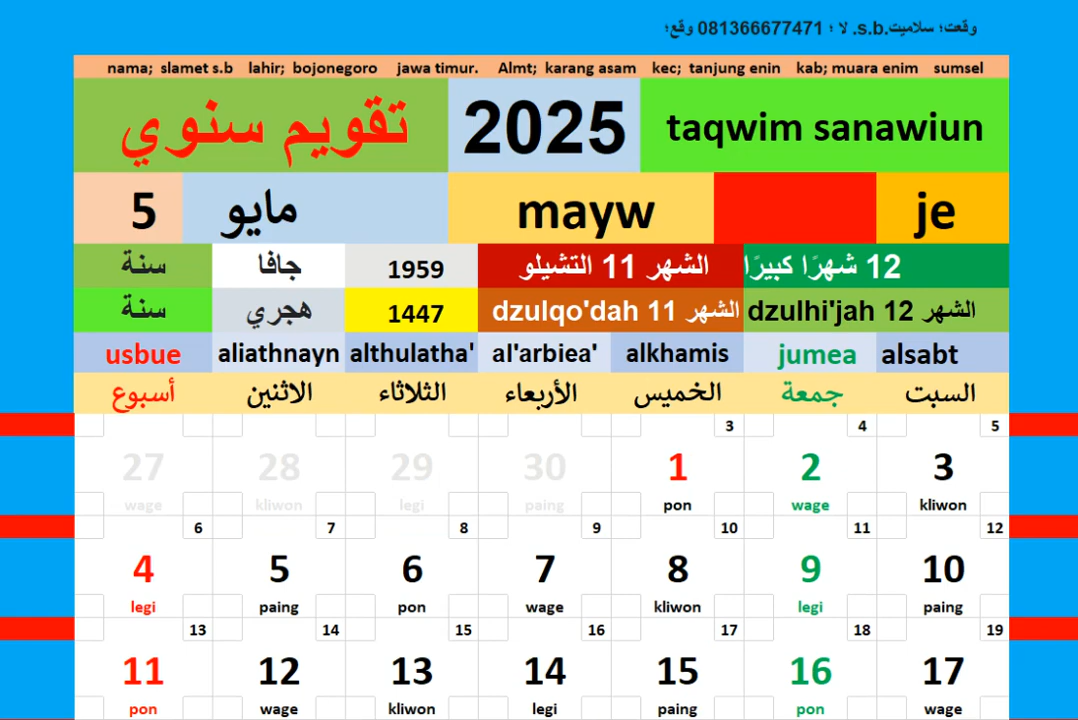 وقعت؛ سلاميت.s.b. لا ؛ 081366677471 وقع؛
nama; slamet s.b lahir; bojonegoro jawa timur. Almt; karang asam kec; tanjung enin kab; muara enim sumsel
تقويم سنوي 2025 taqwim sanawiun
5 مايو mayw je
سنة جافا 1959 الشهر 11 التشيلو 12 شهرًا كبيرًا
سنة هجري 1447 dzulqo'dah 11 الشهر dzulhi'jah 12 الشهر
usbue aliathnayn althulatha' al'arbiea' alkhamis jumea alsabt
أسبوع الاثنين الثلاثاء الأربعاء الخميس جمعة السبت
3 4 5
27 28 29 30 1 2 3
wage kliwon legi paing pon wage kliwon
6 7 8 9 10 11 12
4 5 6 7 8 9 10
legi paing pon wage kliwon legi paing
13 14 15 16 17 18 19
11 12 13 14 15 16 17
pon wage kliwon legi paing pon wage